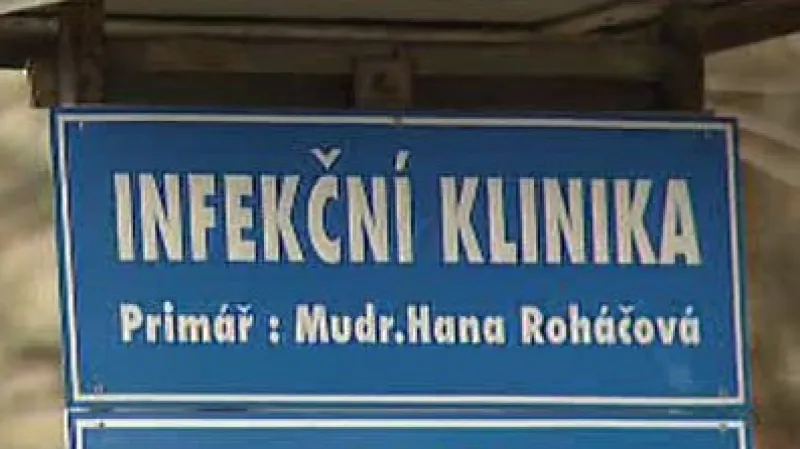 INFEKČNÍ KLINIKA
Primář : Mudr.Hana Roháčová